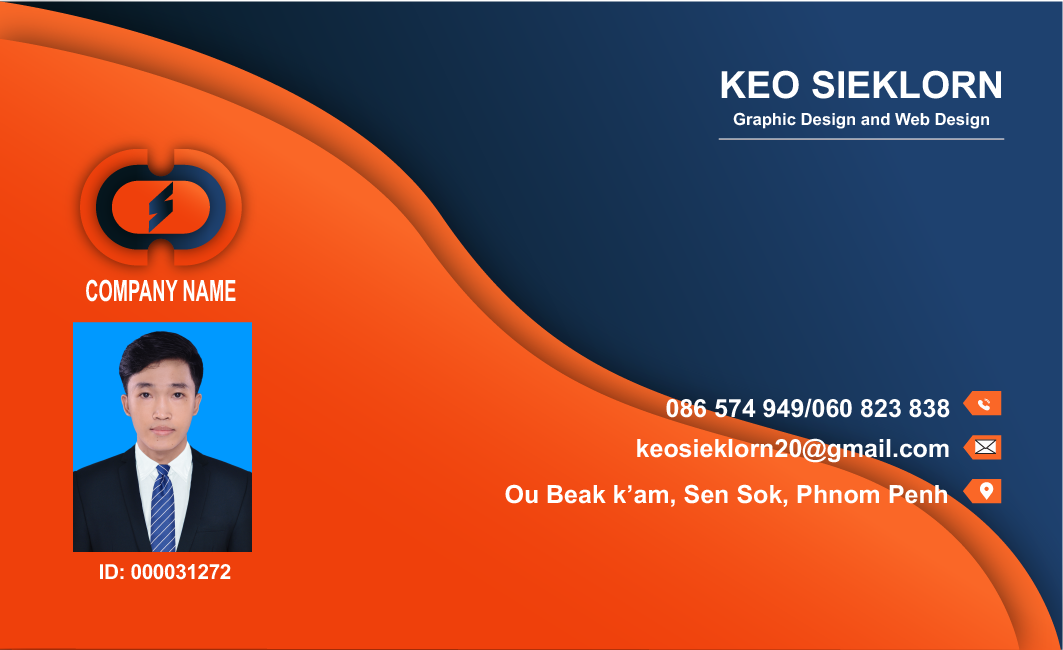 KEO SIEKLORN
Graphic Design and Web Design
COMPANY NAME
086 574 949/060 823 838
keosieklorn20@gmail.com
Ou Beak k’am, Sen Sok, Phnom Penh
ID: 000031272